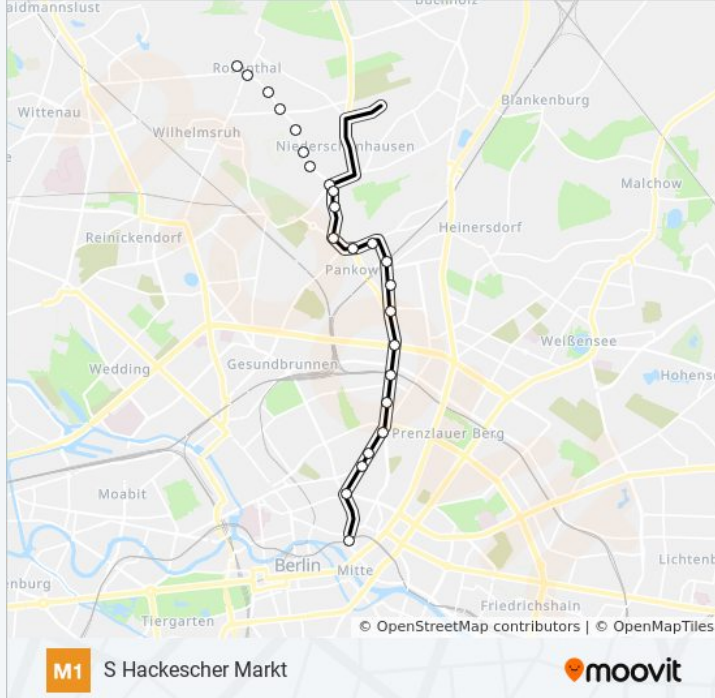 aidmannslust
Buchholz
Rosenthal
Blankenburg
Wittenau
Wilhelmsruh
Niederschönhausen
Malchow
Reinickendorf
Heinersdorf
Pankow
Weißensee
Gesundbrunnen
Wedding
Hohens
Prenzlauer Berg
Moabit
Berlin
Mitte
Lichtenb
enburg
Friedrichshain
Tiergarten
© OpenStreetMap contributors | © OpenMapTiles
M1 S Hackescher Markt
moovit